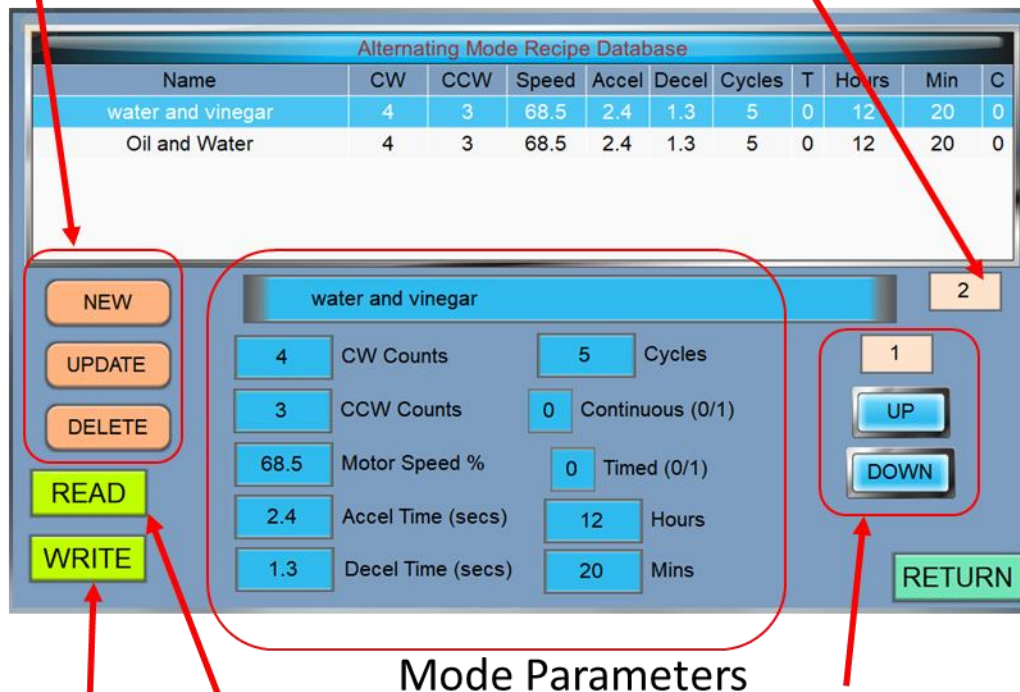 Alternating Mode Recipe Database
Name CW CCW Speed Accel Decel Cycles T Hours Min C
water and vinegar 4 3 68.5 2.4 1.3 5 0 12 20 0
Oil and Water 4 3 68.5 2.4 1.3 5 0 12 20 0
NEW water and vinegar 2
UPDATE 4 CW Counts 5 Cycles 1
DELETE 3 CCW Counts 0 Continuous (0/1) UP
READ 68.5 Motor Speed % 0 Timed (0/1) DOWN
2.4 Accel Time (secs) 12 Hours
WRITE 1.3 Decel Time (secs) 20 Mins RETURN
Mode Parameters